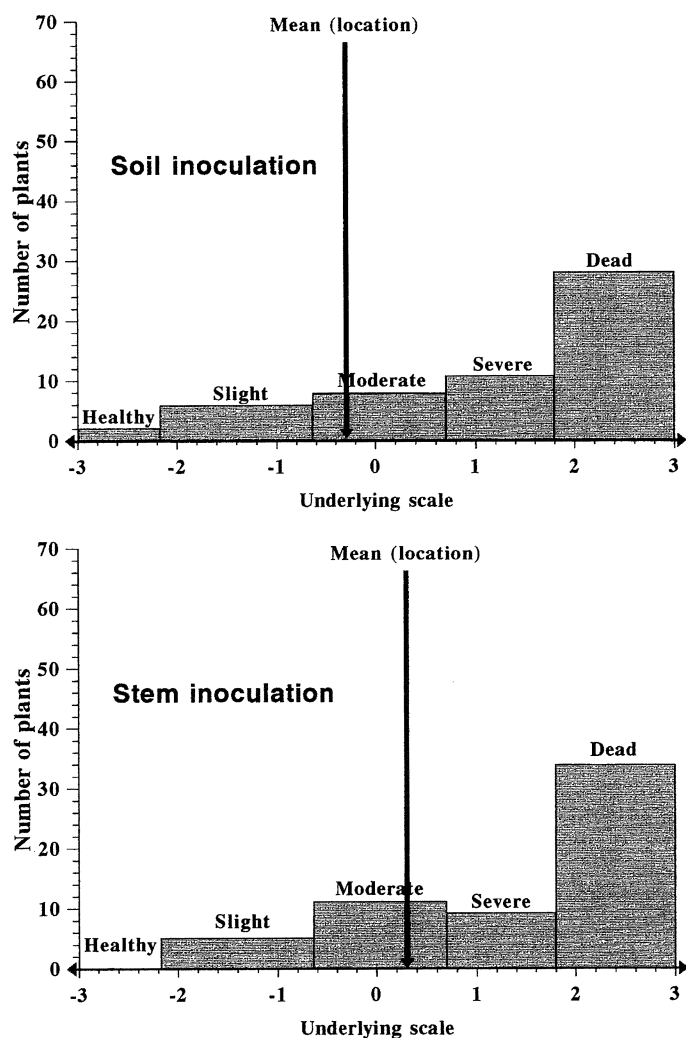 70
Mean (location)
60
50
Soil inoculation
40
Number of plants
30
Dead
20
Moderate
Severe
10
Slight
Healthy
0
-3 -2 -1 0 1 2 3
Underlying scale
70
Mean (location)
60
50
Stem inoculation
40
Number of plants
Dead
30
20
Moderate
Severe
10
Slight
Healthy
0
-3 -2 -1 0 1 2 3
Underlying scale